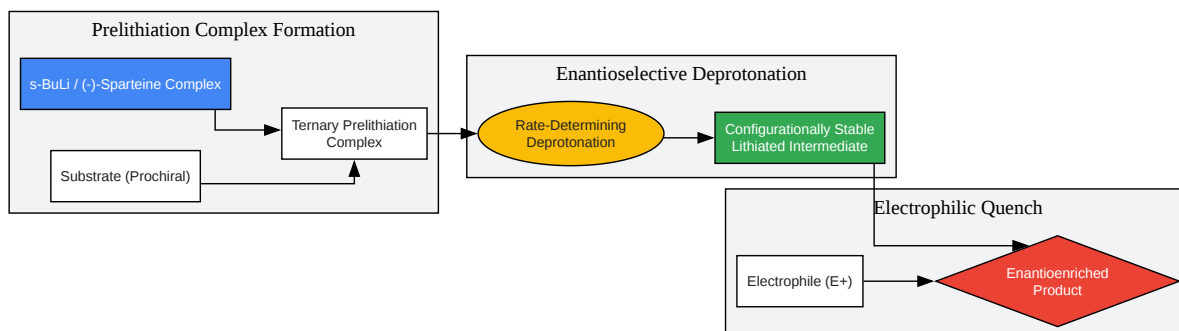 Prelithiation Complex Formation
s-BuLi / (-)-Sparteine Complex
Ternary Prelithiation
Complex
Substrate (Prochiral)
Enantioselective Deprotonation
Rate-Determining
Deprotonation
Configurationally Stable
Lithiated Intermediate
Electrophilic Quench
Electrophile (E+)
Enantioenriched
Product